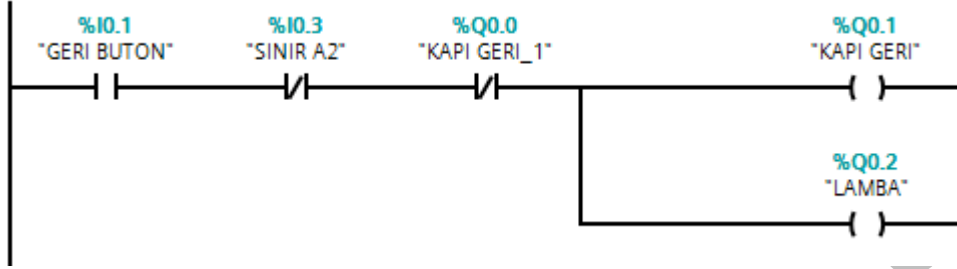 %I0.1 %I0.3 %Q0.0 %Q0.1
"GERI BUTON" "SINIR A2" "KAPI GERI_1" "KAPI GERI"
%Q0.2
"LAMBA"